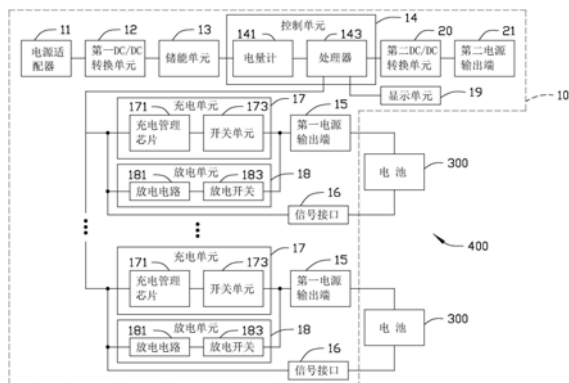 控制单元
14
11
12
13
141
143
20
21
电源适配器
第一DC/DC转换单元
储能单元
电量计
处理器
第二DC/DC转换单元
第二电源输出端
显示单元
19
10
充电单元
17
171
173
15
充电管理芯片
开关单元
第一电源输出端
放电单元
18
181
183
放电电路
放电开关
16
信号接口
电池
300
400
充电单元
17
171
173
15
充电管理芯片
开关单元
第一电源输出端
放电单元
18
181
183
放电电路
放电开关
16
信号接口
电池
300